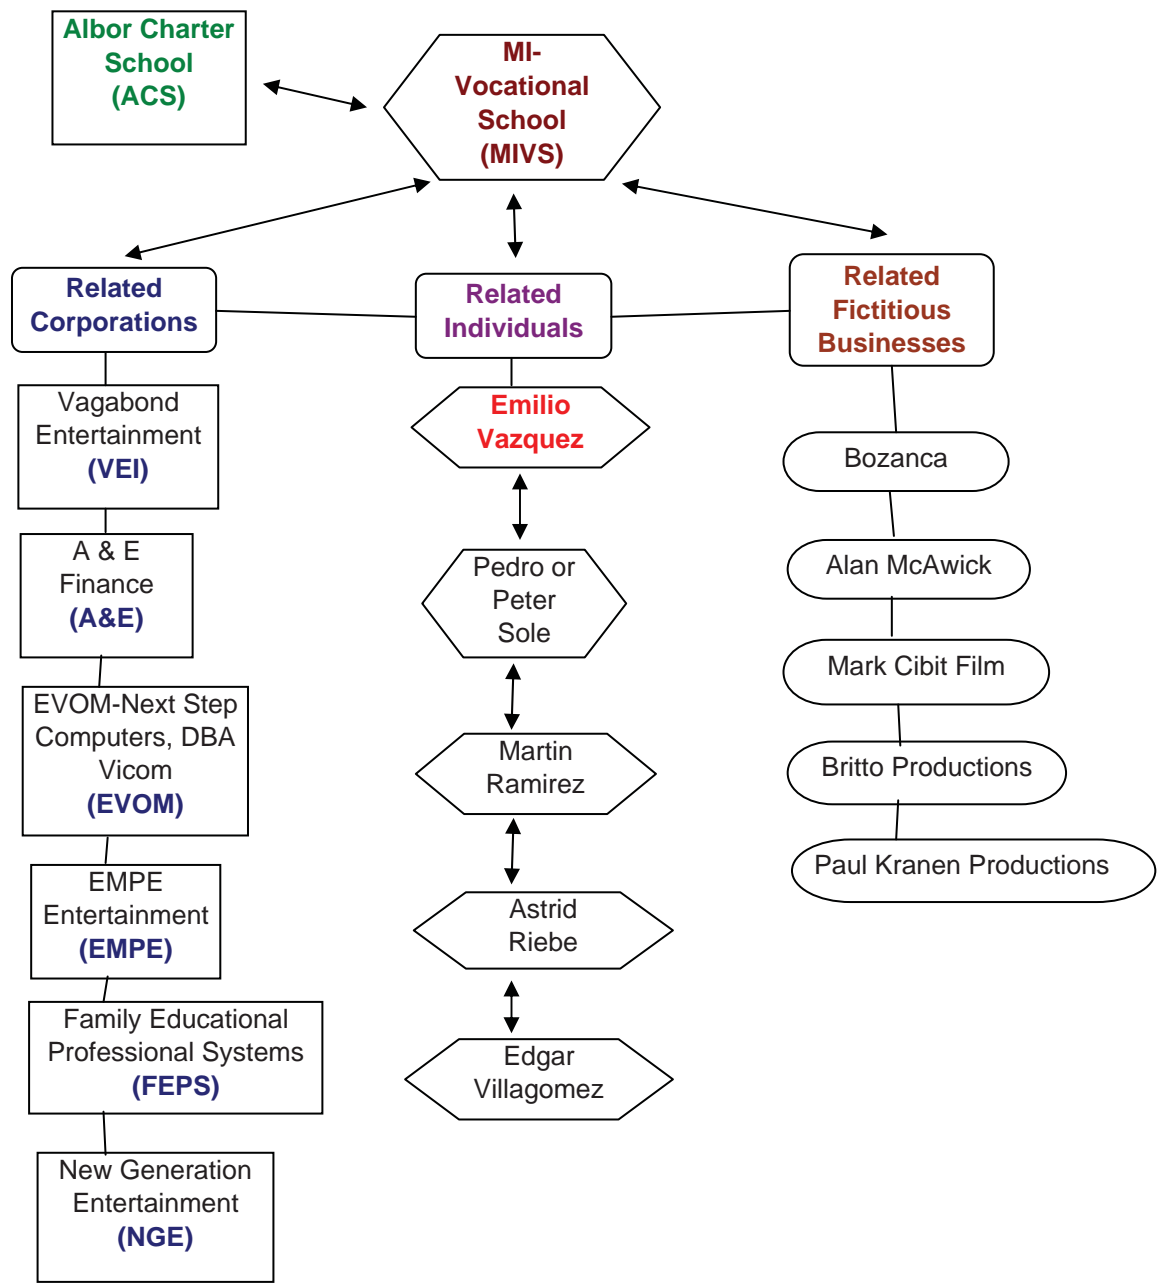 Albor Charter
School
(ACS)
MI-
Vocational
School
(MIVS)
Related
Corporations
Related
Individuals
Related
Fictitious
Businesses
Vagabond
Entertainment
(VEI)
A & E
Finance
(A&E)
EVOM-Next Step
Computers, DBA
Vicom
(EVOM)
EMPE
Entertainment
(EMPE)
Family Educational
Professional Systems
(FEPS)
New Generation
Entertainment
(NGE)
Emilio
Vazquez
Pedro or
Peter
Sole
Martin
Ramirez
Astrid
Riebe
Edgar
Villagomez
Bozanca
Alan McAwick
Mark Cibit Film
Britto Productions
Paul Kranen Productions